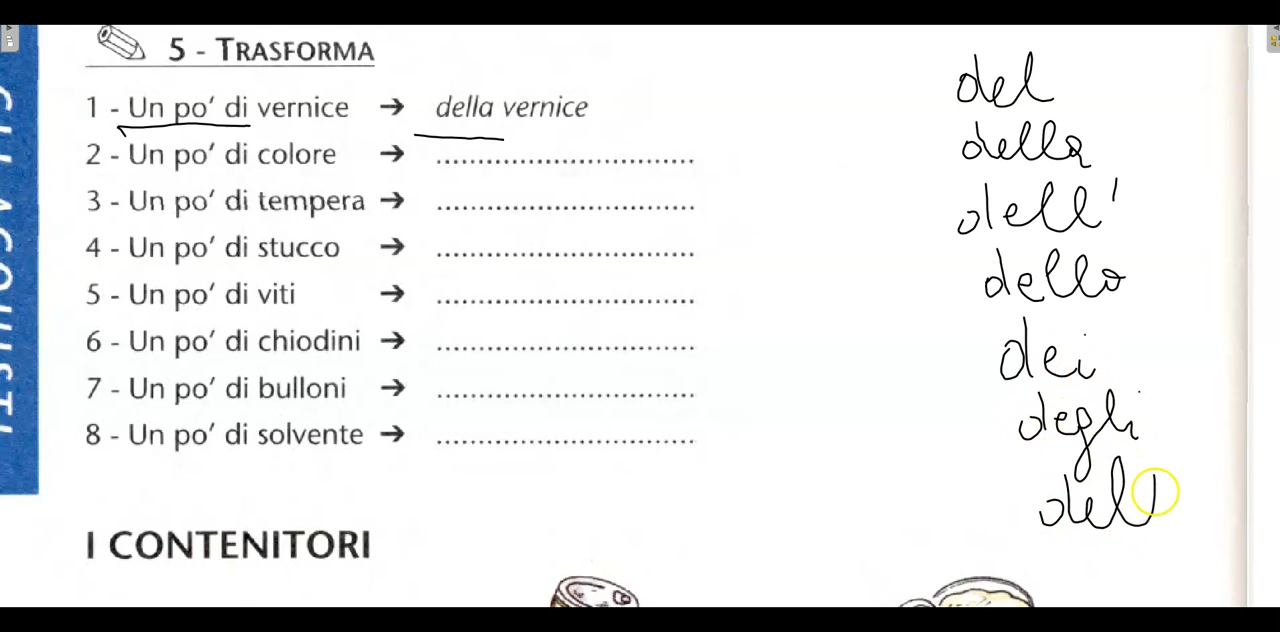 5 - TRASFORMA
1 - Un po' di vernice → della vernice
2 - Un po' di colore → ........................................
3 - Un po' di tempera → ........................................
4 - Un po' di stucco → ........................................
5 - Un po' di viti → ........................................
6 - Un po' di chiodini → ........................................
7 - Un po' di bulloni → ........................................
8 - Un po' di solvente → ........................................
I CONTENITORI
del
della
dell'
dello
dei
degli
dell